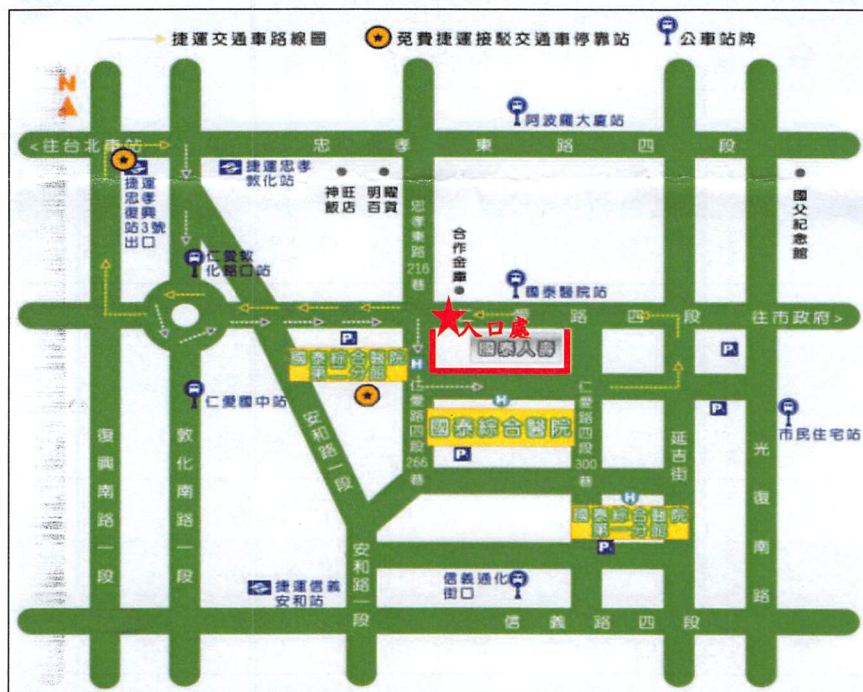 捷運交通車路線圖
免費捷運接駁交通車停靠站
公車站牌
N
阿波羅大廈站
<往台北車站
忠孝東路四段
捷運
忠孝
復興
站3號
出口
捷運忠孝
敦化站
神旺
飯店
明曜
百貨
國父紀念館
忠孝東路216巷
合作金庫
仁愛敦
化路口站
國泰醫院站
愛路四段
往市政府>
入口處
國泰人壽
P
國泰綜合醫院
第二分館
H
仁愛國中站
仁愛路四段266巷
H
國泰綜合醫院
P
仁愛路四段300巷
P
P
市民住宅站
延吉街
光復南路
復興南路一段
敦化南路一段
安和路一段
H
國泰綜合醫院
第一分館
P
安和路一段
捷運信義
安和站
信義通化
街口
信義路四段